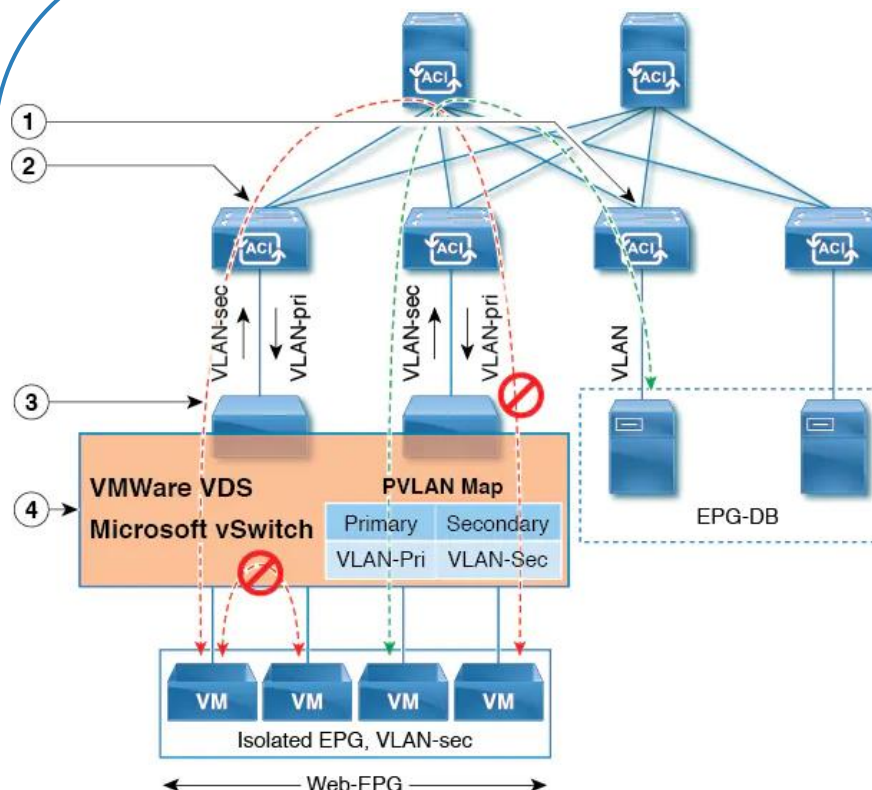 ACI
ACI
1
2
ACI
ACI
ACI
ACI
VLAN-sec
VLAN-pri
VLAN-sec
VLAN-pri
VLAN
3
VMWare VDS
PVLAN Map
4
Microsoft vSwitch
Primary
Secondary
VLAN-Pri
VLAN-Sec
EPG-DB
VM
VM
VM
VM
Isolated EPG, VLAN-sec
Web-EPG